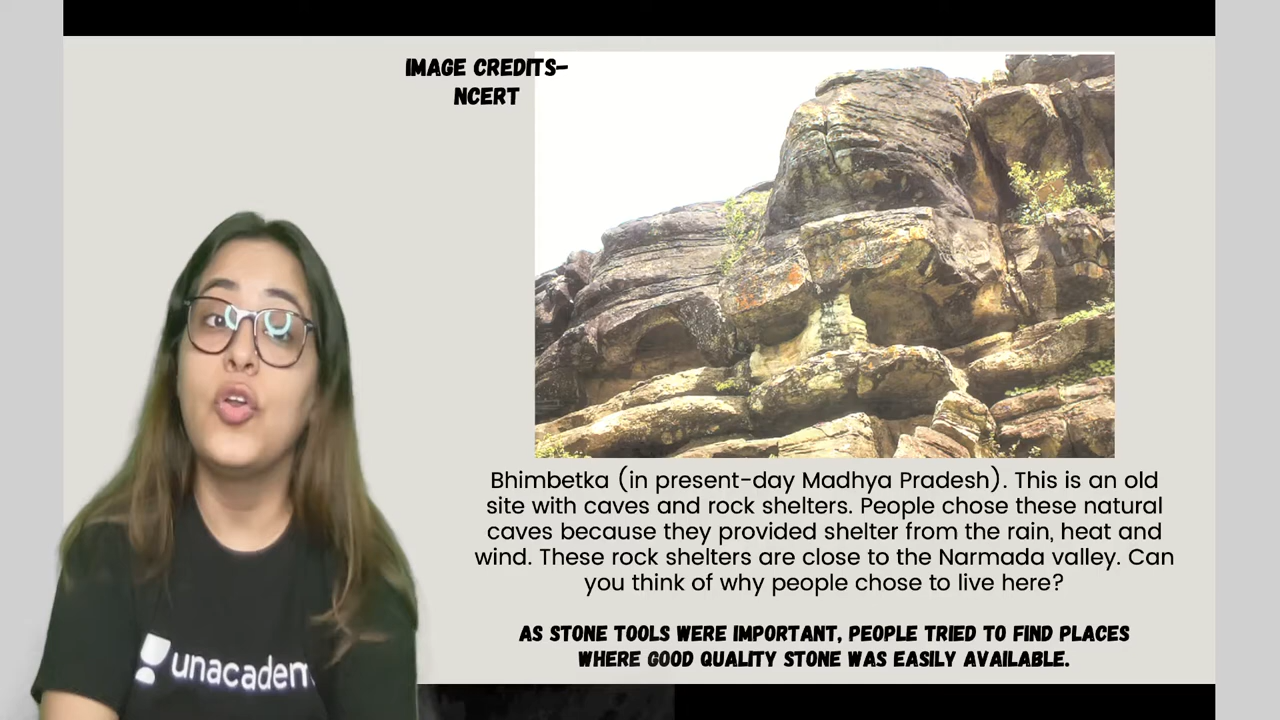 IMAGE CREDITS-
NCERT
Bhimbetka (in present-day Madhya Pradesh). This is an old
site with caves and rock shelters. People chose these natural
caves because they provided shelter from the rain, heat and
wind. These rock shelters are close to the Narmada valley. Can
you think of why people chose to live here?
AS STONE TOOLS WERE IMPORTANT, PEOPLE TRIED TO FIND PLACES
WHERE GOOD QUALITY STONE WAS EASILY AVAILABLE.
unacadem